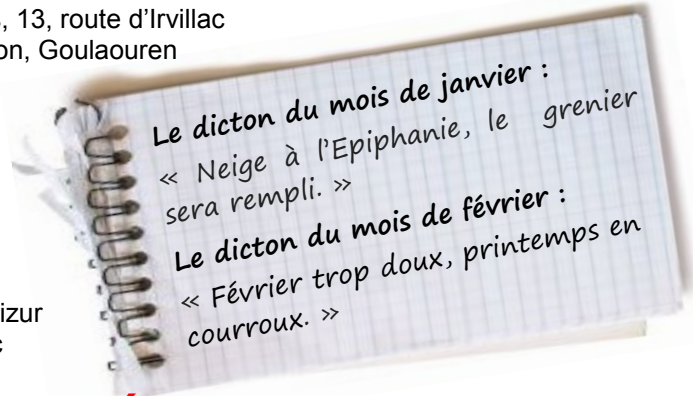 , 13, route d’Irvillac
on, Goulaouren
Le dicton du mois de janvier :
« Neige à l’Epiphanie, le grenier
sera rempli. »
Le dicton du mois de février :
« Février trop doux, printemps en
courroux. »
izur